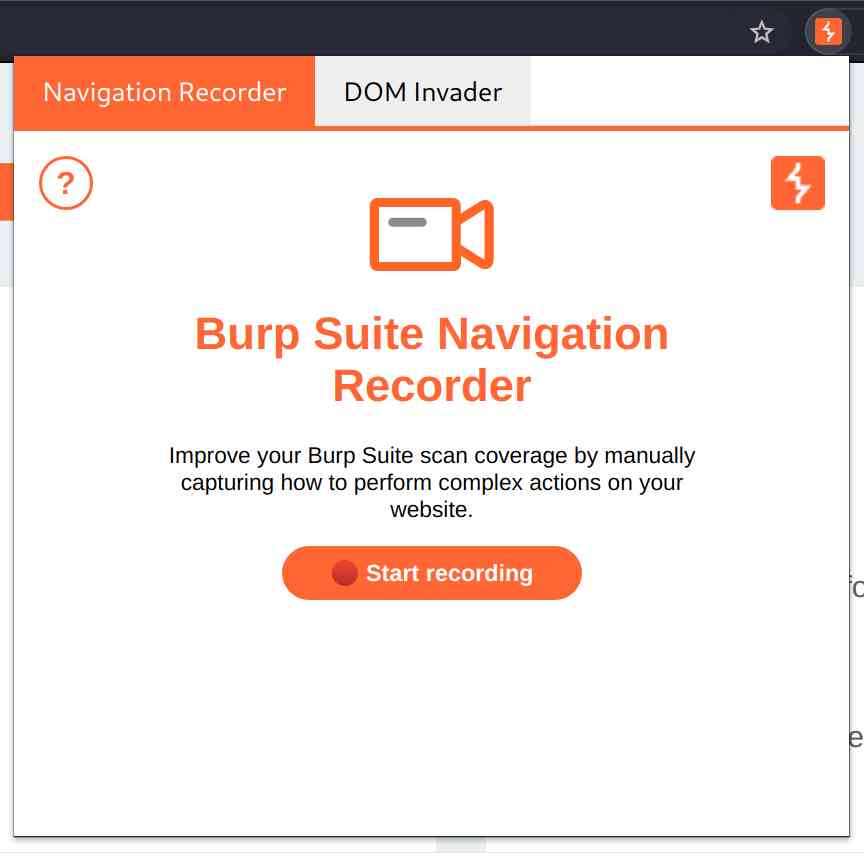 Navigation Recorder
DOM Invader
?
Burp Suite Navigation
Recorder
Improve your Burp Suite scan coverage by manually
capturing how to perform complex actions on your
website.
Start recording